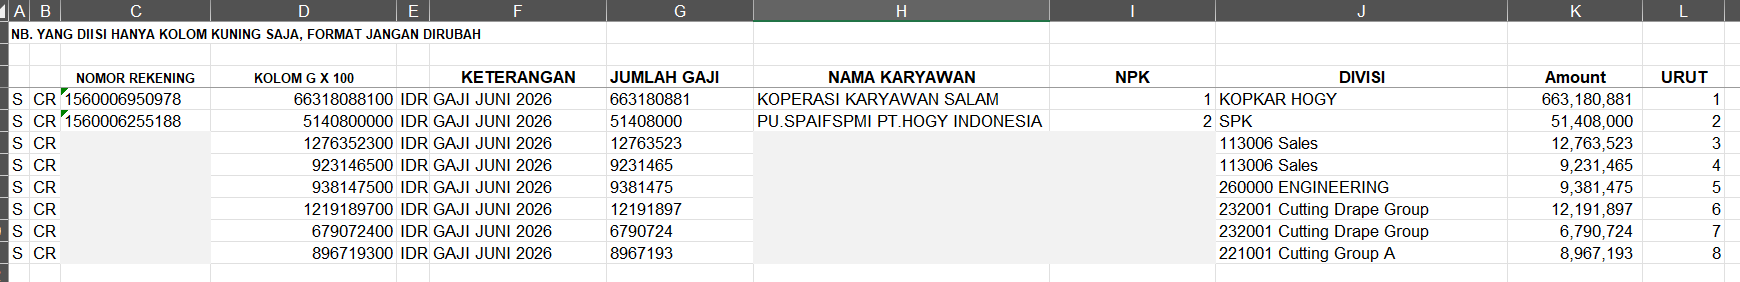 A B C D E F G H I J K L
NB. YANG DIISI HANYA KOLOM KUNING SAJA, FORMAT JANGAN DIRUBAH
NOMOR REKENING KOLOM G X 100 KETERANGAN JUMLAH GAJI NAMA KARYAWAN NPK DIVISI Amount URUT
S CR 1560006950978 66318088100 IDR GAJI JUNI 2026 663180881 KOPERASI KARYAWAN SALAM 1 KOPKAR HOGY 663,180,881 1
S CR 1560006255188 5140800000 IDR GAJI JUNI 2026 51408000 PU.SPAIFSPMI PT.HOGY INDONESIA 2 SPK 51,408,000 2
S CR 1276352300 IDR GAJI JUNI 2026 12763523 113006 Sales 12,763,523 3
S CR 923146500 IDR GAJI JUNI 2026 9231465 113006 Sales 9,231,465 4
S CR 938147500 IDR GAJI JUNI 2026 9381475 260000 ENGINEERING 9,381,475 5
S CR 1219189700 IDR GAJI JUNI 2026 12191897 232001 Cutting Drape Group 12,191,897 6
S CR 679072400 IDR GAJI JUNI 2026 6790724 232001 Cutting Drape Group 6,790,724 7
S CR 896719300 IDR GAJI JUNI 2026 8967193 221001 Cutting Group A 8,967,193 8